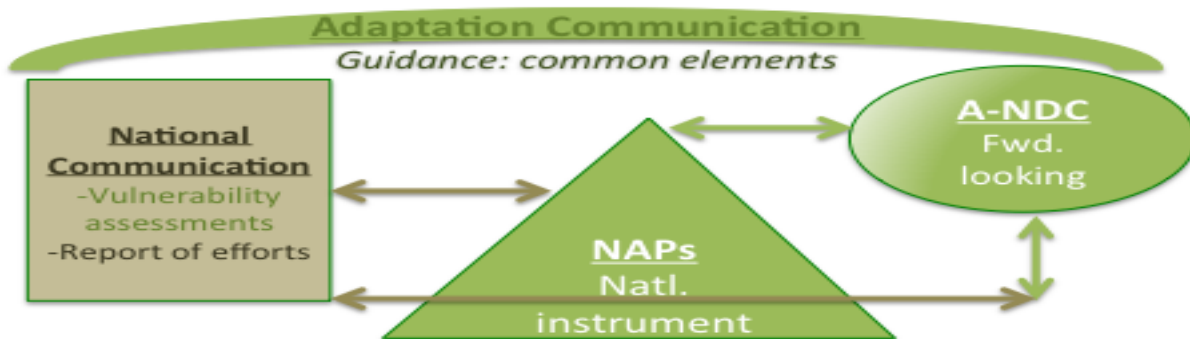 Adaptation Communication
Guidance: common elements
National
Communication
-Vulnerability
assessments
-Report of efforts
NAPs
Natl.
instrument
A-NDC
Fwd.
looking